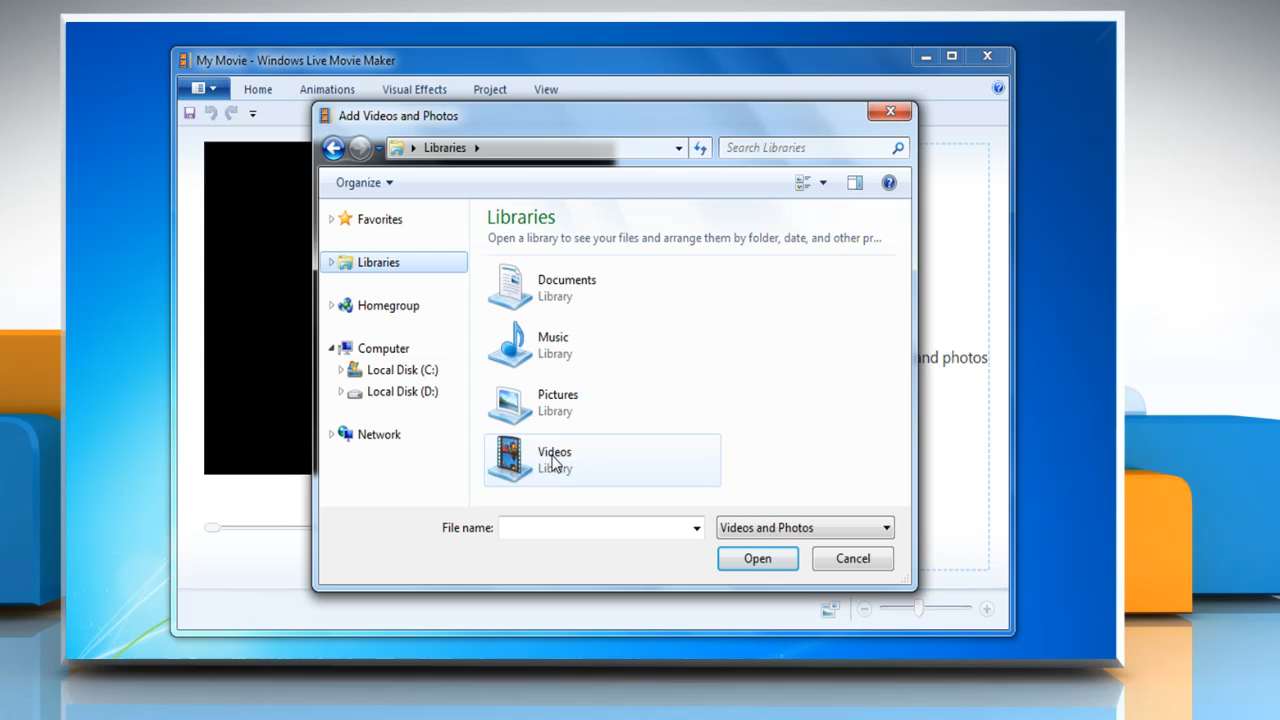 My Movie - Windows Live Movie Maker
Home Animations Visual Effects Project View
Add Videos and Photos
Libraries
Search Libraries
Organize
Favorites
Libraries
Homegroup
Computer
Local Disk (C:)
Local Disk (D:)
Network
Libraries
Open a library to see your files and arrange them by folder, date, and other pr...
Documents
Library
Music
Library
Pictures
Library
Videos
Library
and photos
File name:
Videos and Photos
Open Cancel